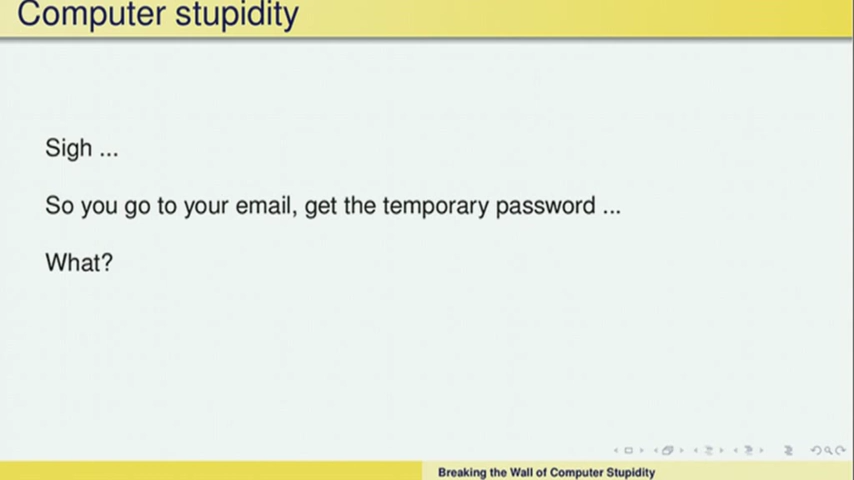 Computer stupidity
Sigh ...
So you go to your email, get the temporary password ...
What?
Breaking the Wall of Computer Stupidity